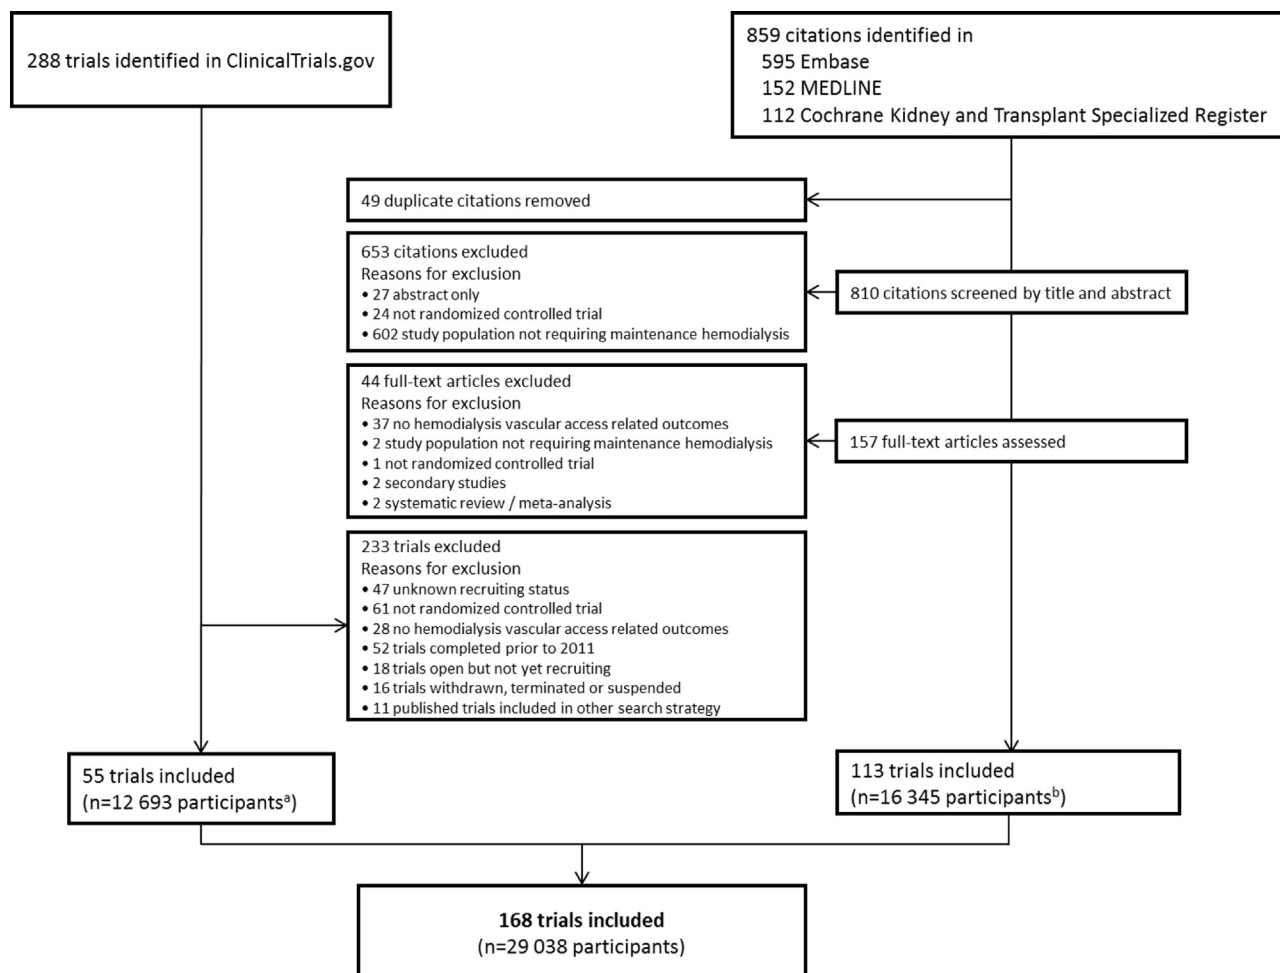 288 trials identified in ClinicalTrials.gov
859 citations identified in
595 Embase
152 MEDLINE
112 Cochrane Kidney and Transplant Specialized Register
49 duplicate citations removed
653 citations excluded
Reasons for exclusion
• 27 abstract only
• 24 not randomized controlled trial
• 602 study population not requiring maintenance hemodialysis
810 citations screened by title and abstract
44 full-text articles excluded
Reasons for exclusion
• 37 no hemodialysis vascular access related outcomes
• 2 study population not requiring maintenance hemodialysis
• 1 not randomized controlled trial
• 2 secondary studies
• 2 systematic review / meta-analysis
157 full-text articles assessed
233 trials excluded
Reasons for exclusion
• 47 unknown recruiting status
• 61 not randomized controlled trial
• 28 no hemodialysis vascular access related outcomes
• 52 trials completed prior to 2011
• 18 trials open but not yet recruiting
• 16 trials withdrawn, terminated or suspended
• 11 published trials included in other search strategy
55 trials included
(n=12 693 participantsᵃ)
113 trials included
(n=16 345 participantsᵇ)
168 trials included
(n=29 038 participants)